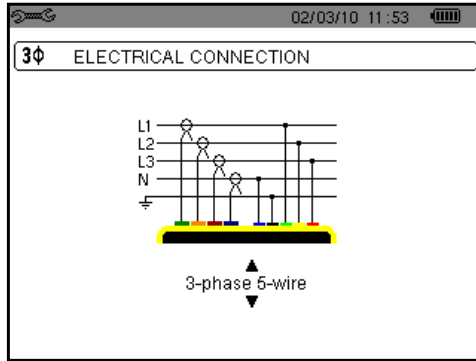 02/03/10 11:53
3Φ ELECTRICAL CONNECTION
L1
L2
L3
N
3-phase 5-wire